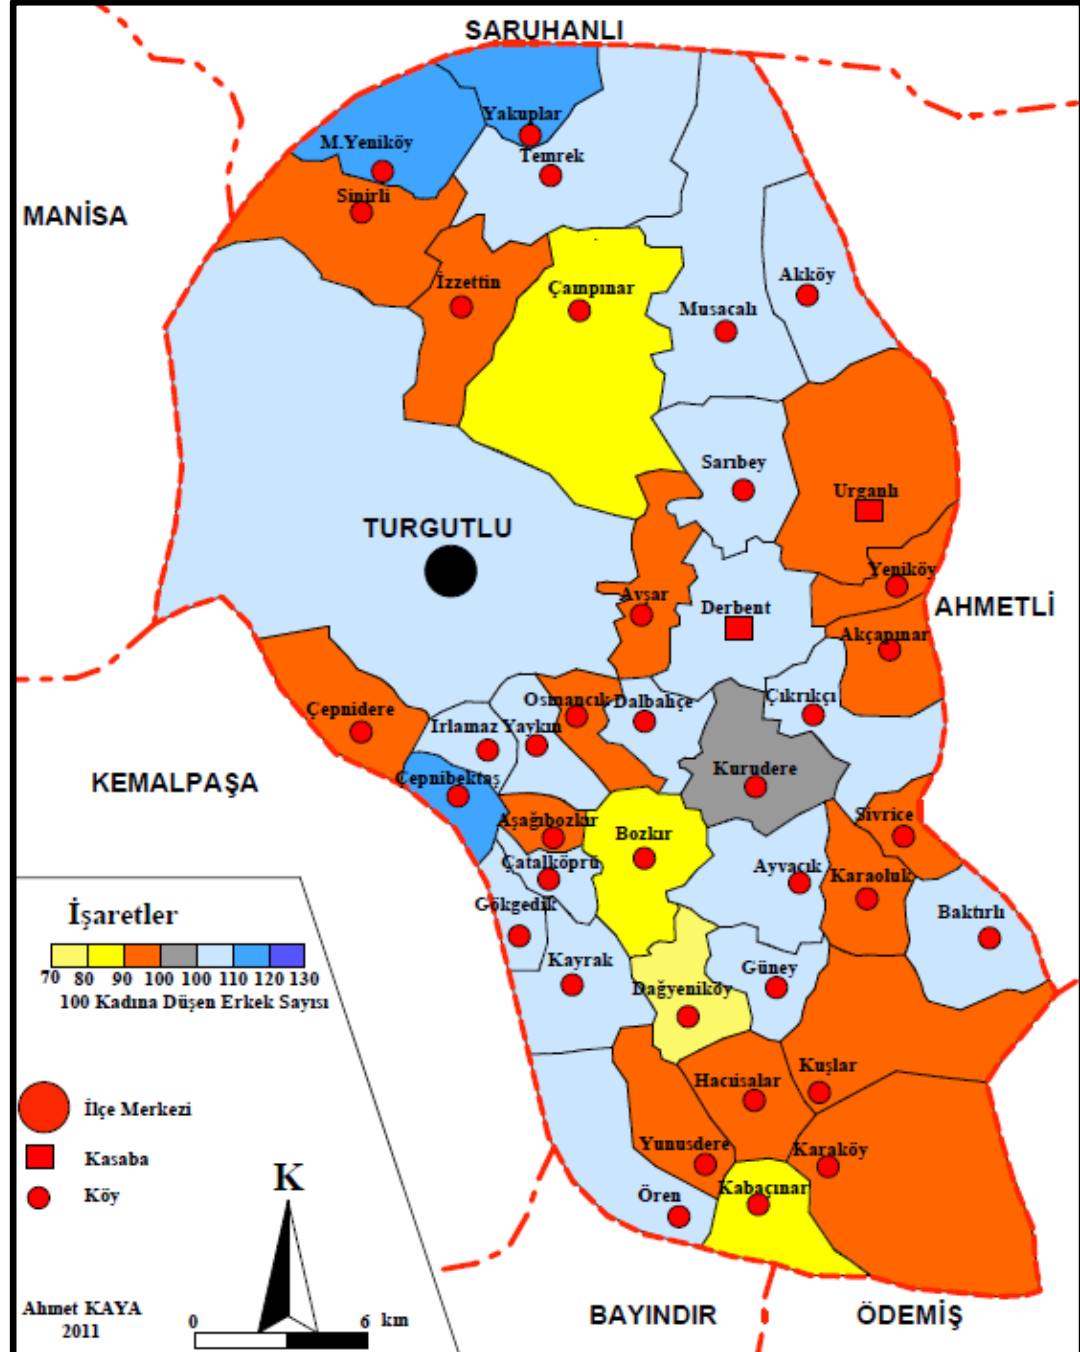 SARUHANLI
Yakuplar
M.Yeniköy
Temrek
Sinirli
MANİSA
Akköy
İzzettin
Çampınar
Musacalı
Sarıbey
Urganlı
TURGUTLU
Yeniköy
Avşar
Derbent
AHMETLİ
Akçapınar
Osmancık
Dalbahçe
Çıkrıkçı
Çepnidere
Irlamaz
Yaykın
Kurudere
KEMALPAŞA
Çepnibektaş
Aşağıbozkır
Bozkır
Sivrice
Çatalköprü
Ayvacık
Karaoluk
Gökgedik
Baktırlı
Kayrak
Güney
Dağyeniköy
Kuşlar
Hacıisalar
Yunusdere
Karaköy
Kabaçınar
Ören
İşaretler
70 80 90 100 100 110 120 130
100 Kadına Düşen Erkek Sayısı
İlçe Merkezi
Kasaba
Köy
K
Ahmet KAYA
2011
0 6 km
BAYINDIR
ÖDEMİŞ